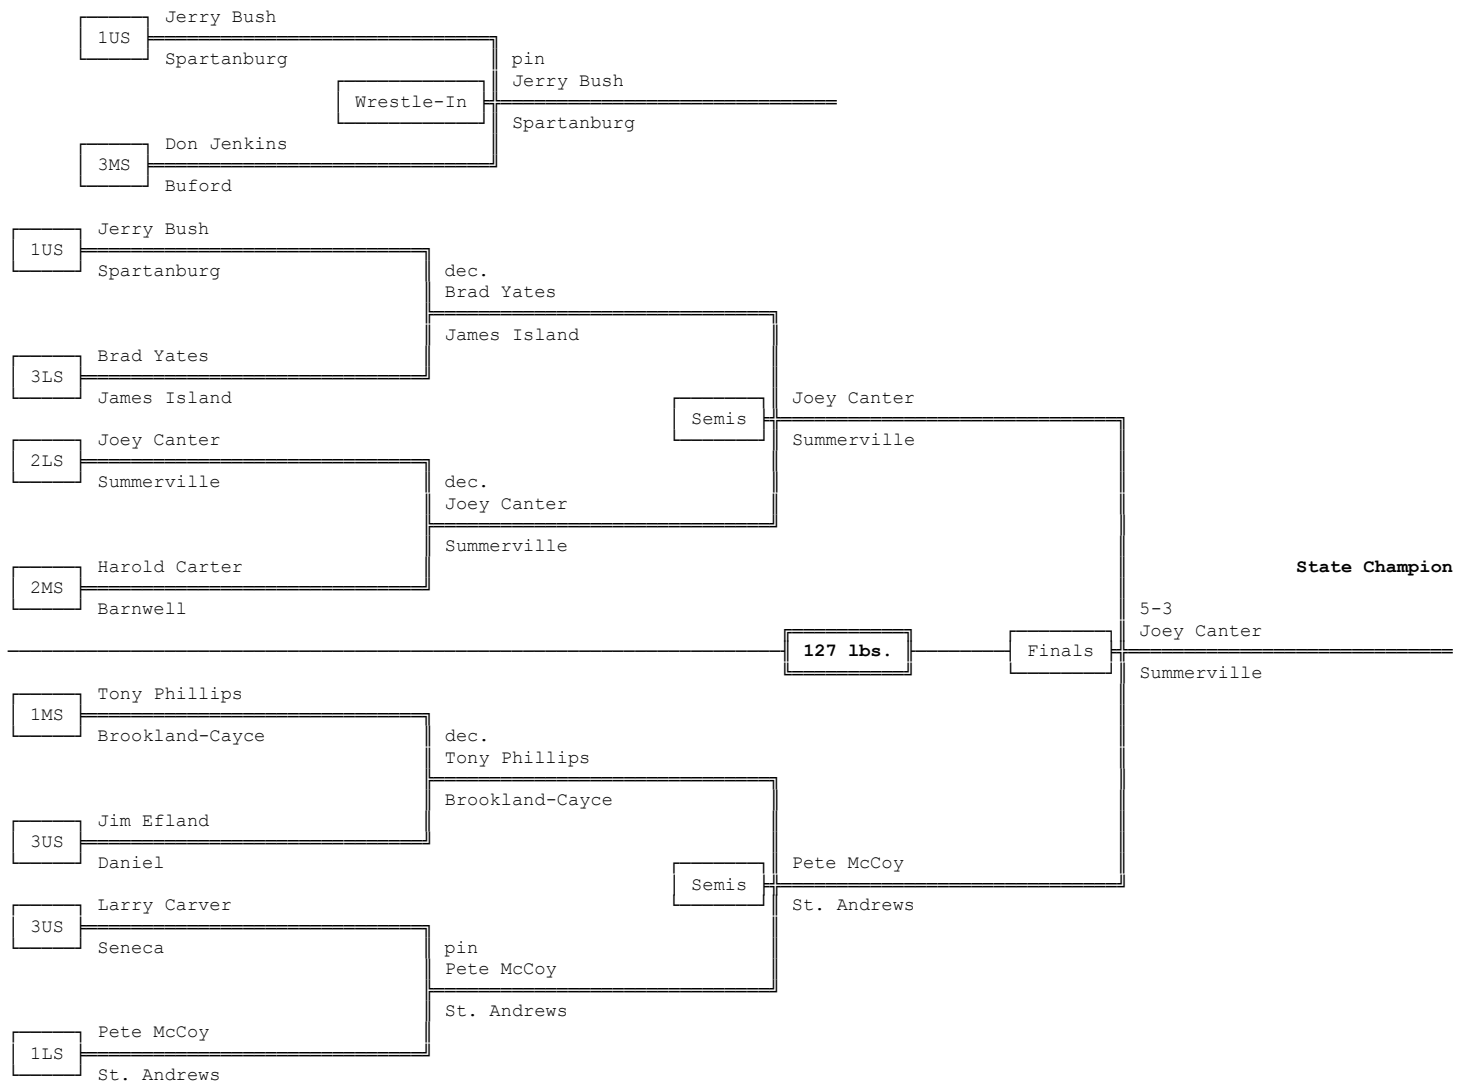 Jerry Bush
1US
Spartanburg
pin
Jerry Bush
Wrestle-In
Spartanburg
Don Jenkins
3MS
Buford
Jerry Bush
1US
Spartanburg
dec.
Brad Yates
James Island
Brad Yates
3LS
James Island
Joey Canter
Semis
Summerville
Joey Canter
2LS
Summerville
dec.
Joey Canter
Summerville
Harold Carter
2MS
Barnwell
State Champion
5-3
Joey Canter
127 lbs.
Finals
Summerville
Tony Phillips
1MS
Brookland-Cayce
dec.
Tony Phillips
Brookland-Cayce
Jim Efland
3US
Daniel
Pete McCoy
Semis
St. Andrews
Larry Carver
3US
Seneca
pin
Pete McCoy
St. Andrews
Pete McCoy
1LS
St. Andrews